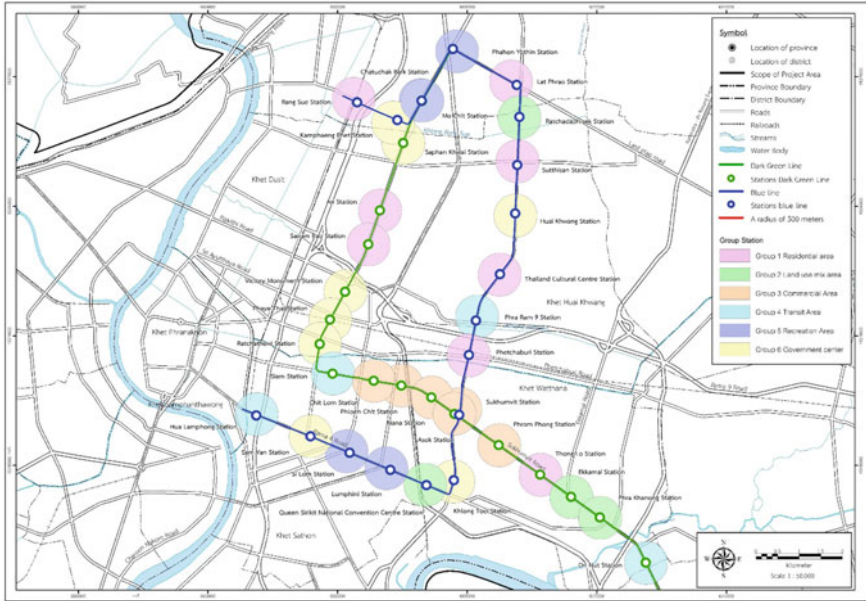 Phahon Yothin Station
Chatuchak Park Station
Lat Phrao Station
Bang Sue Station
Mo Chit Station
Ratchadaphisek Station
Kamphaeng Phet Station
Saphan Khwai Station
Sutthisan Station
Khet Dusit
Ari Station
Huai Khwang Station
Sanam Pao Station
Thailand Cultural Centre Station
Victory Monument Station
Khet Huai Khwang
Phaya Thai Station
Phra Ram 9 Station
Khet Phranakhon
Ratchathewi Station
Phetchaburi Station
Siam Station
Khet Watthana
Chit Lom Station
Sukhumvit Station
Phloen Chit Station
Hua Lamphong Station
Nana Station
Phrom Phong Station
Asok Station
Sam Yan Station
Thong Lo Station
Si Lom Station
Ekkamai Station
Lumphini Station
Phra Khanong Station
Queen Sirikit National Convention Centre Station
Khlong Toei Station
Khet Sathon
On Nut Station
Symbol
Location of province
Location of district
Scope of Project Area
Province Boundary
District Boundary
Roads
Railroads
Streams
Water Body
Dark Green Line
Stations Dark Green Line
Blue line
Stations blue line
A radius of 500 meters
Group Station
Group 1 Residential area
Group 2 Land use mix area
Group 3 Commercial Area
Group 4 Transit Area
Group 5 Recreation Area
Group 6 Government center
N
W
E
S
Kilometer
Scale 1 : 50,000